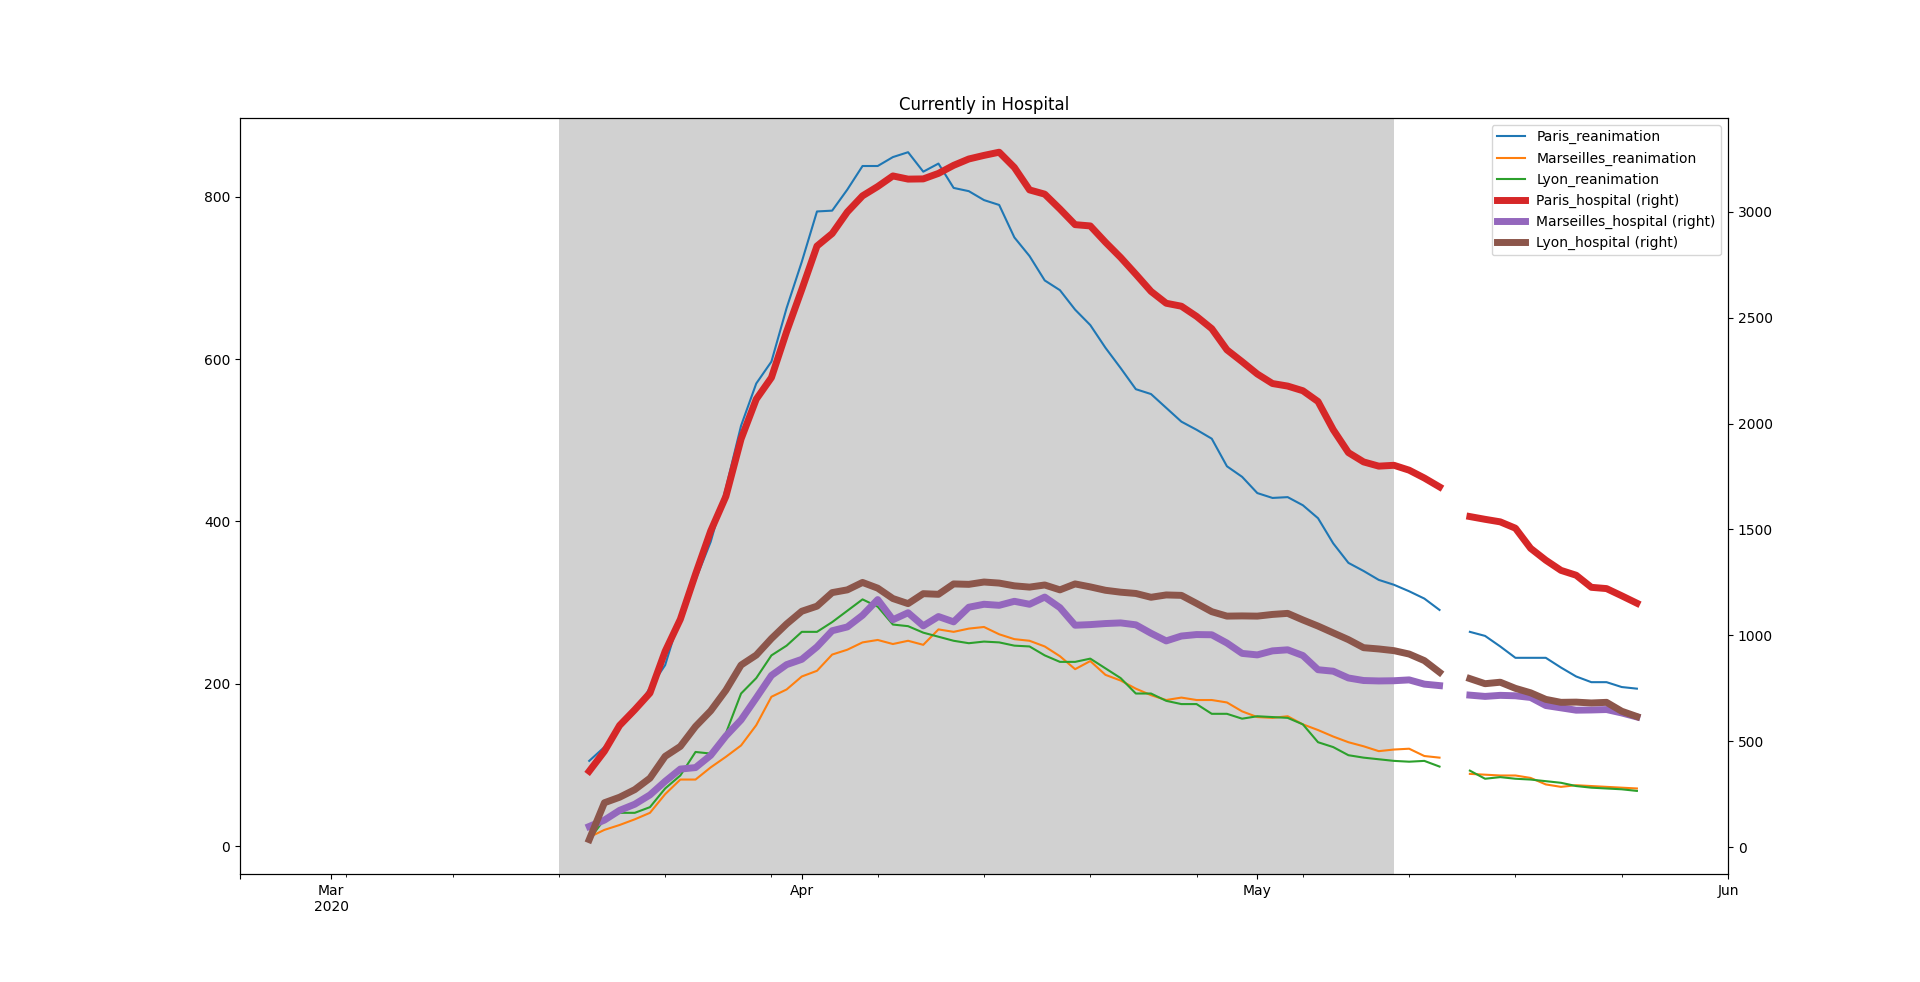 Currently in Hospital
Paris_reanimation
Marseilles_reanimation
Lyon_reanimation
Paris_hospital (right)
Marseilles_hospital (right)
Lyon_hospital (right)
800
600
400
200
0
3000
2500
2000
1500
1000
500
0
Mar
2020
Apr
May
Jun